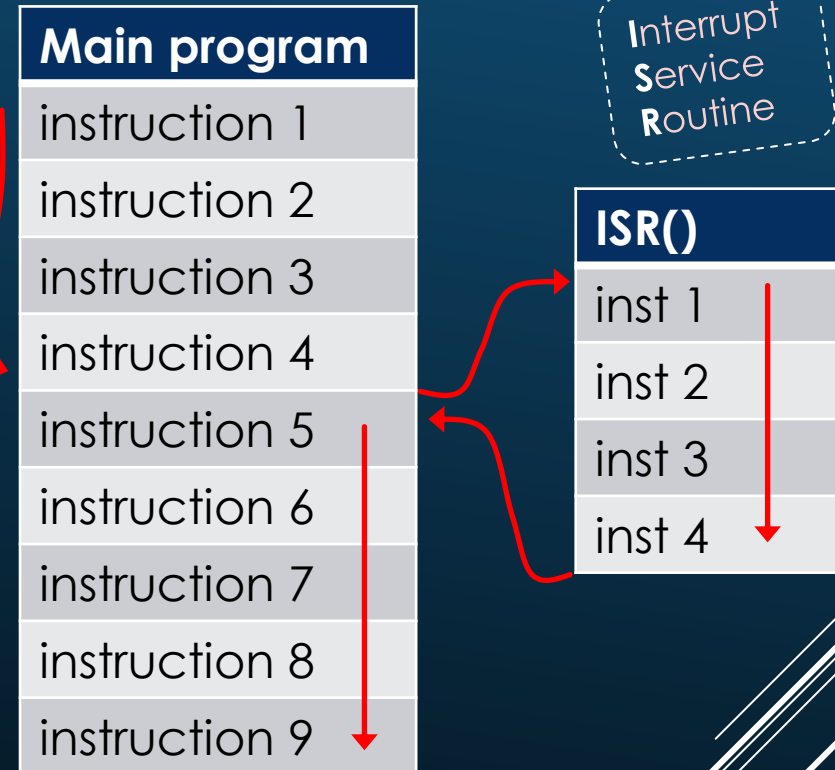 Main program
instruction 1
instruction 2
instruction 3
instruction 4
instruction 5
instruction 6
instruction 7
instruction 8
instruction 9
Interrupt
Service
Routine
ISR()
inst 1
inst 2
inst 3
inst 4